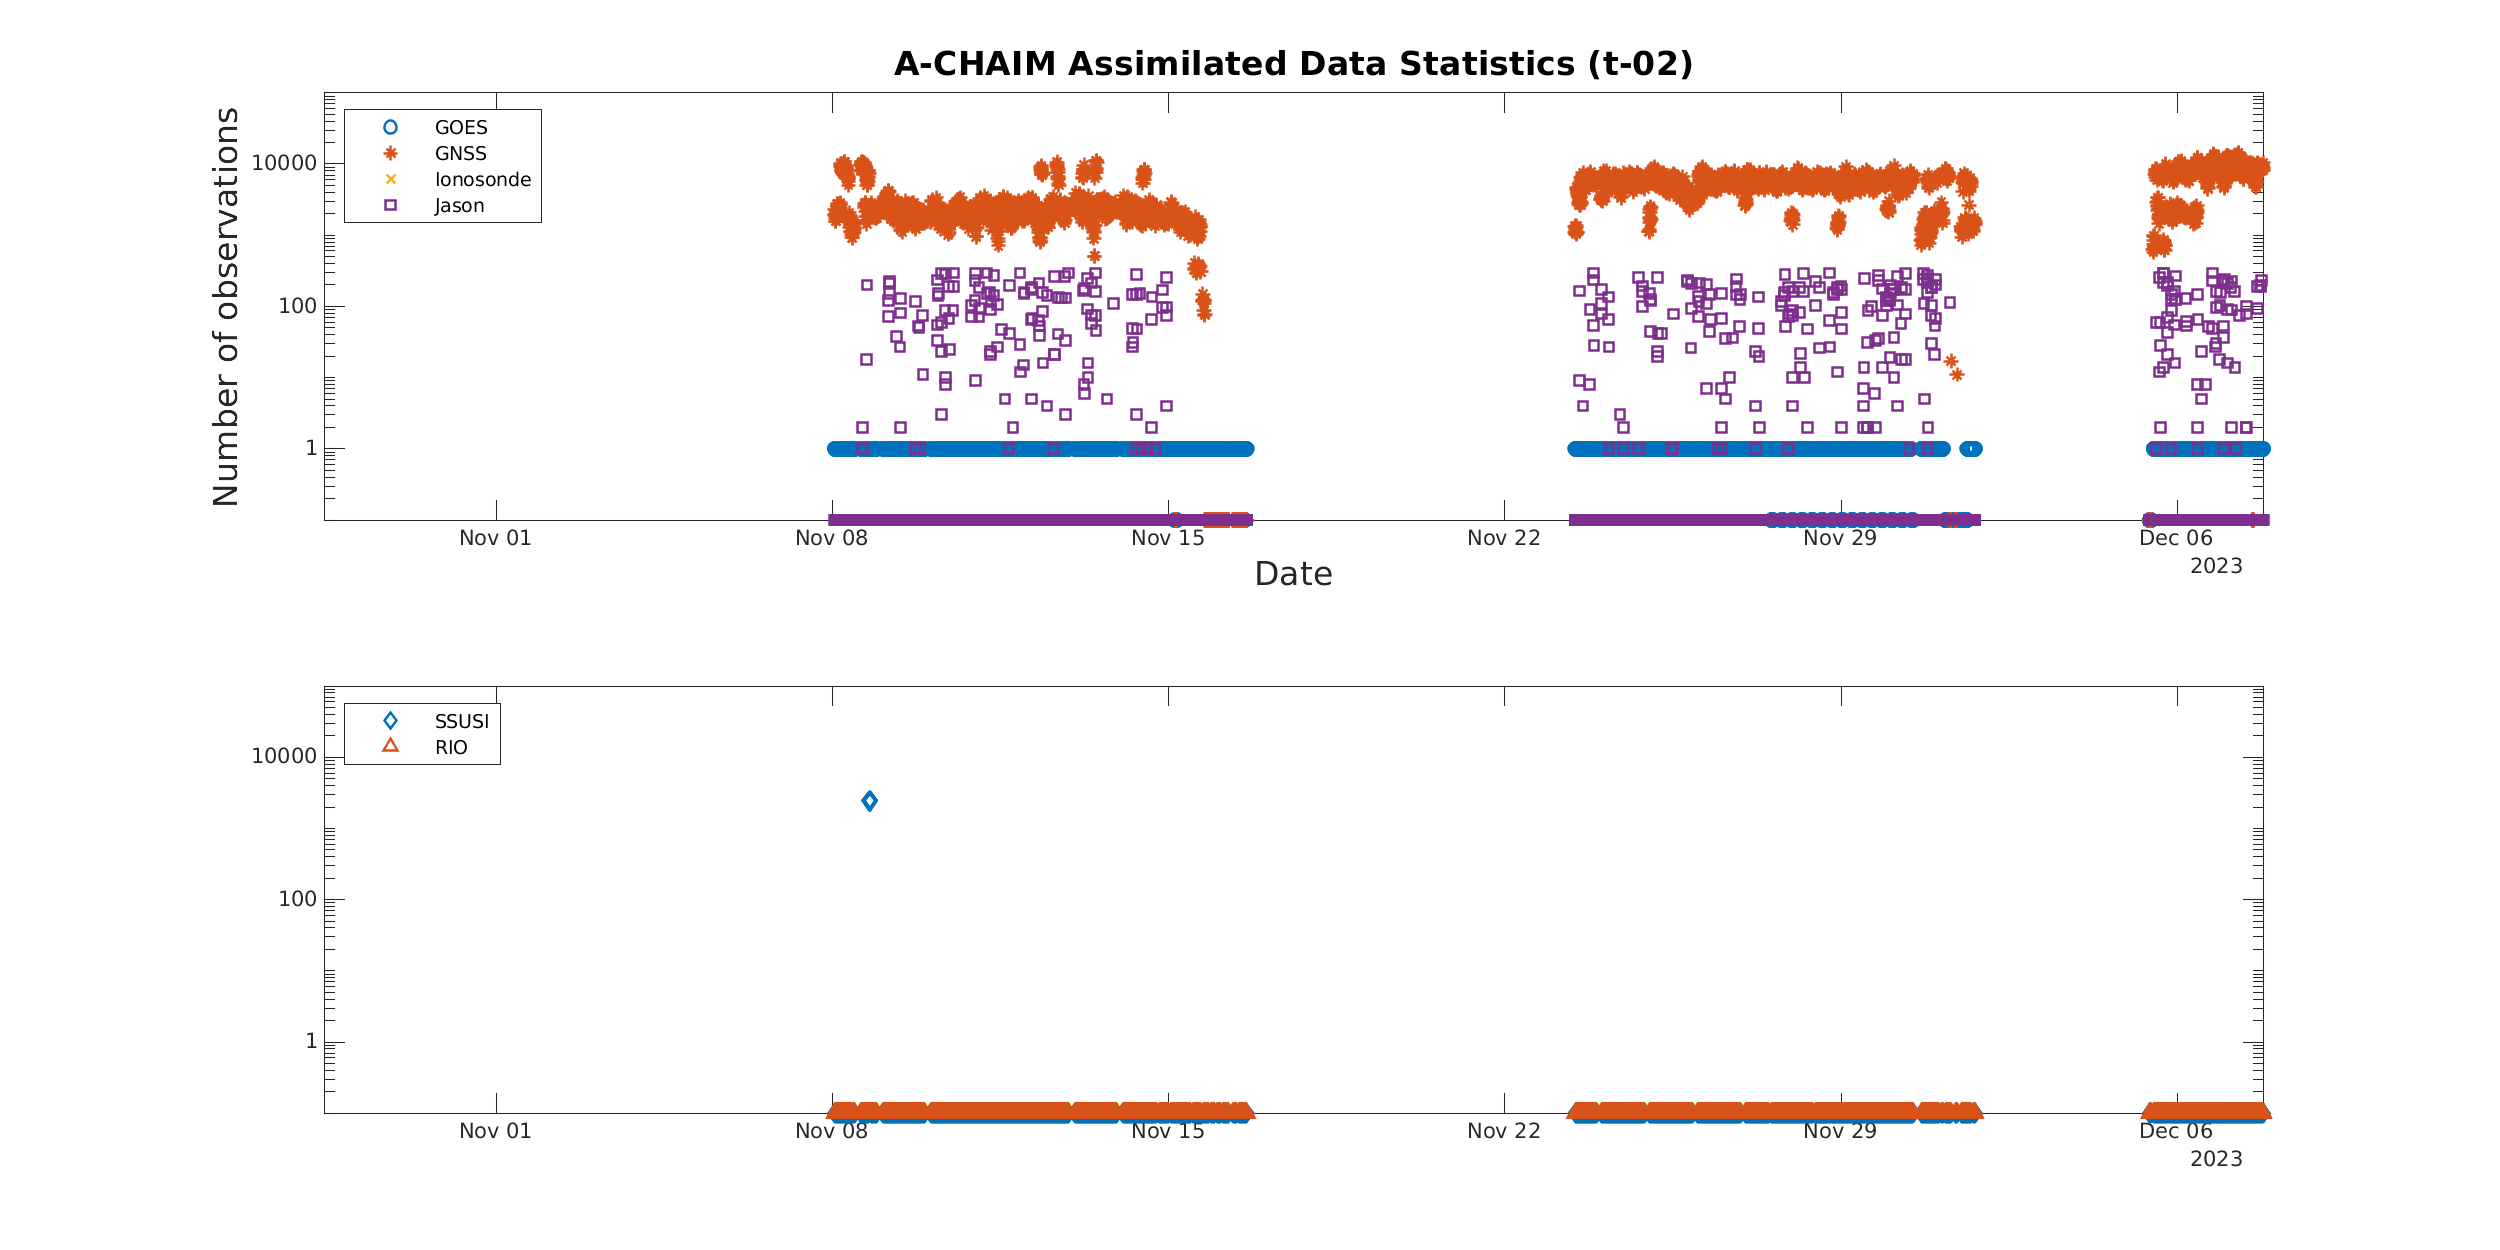 A-CHAIM Assimilated Data Statistics (t-02)
Number of observations
10000
100
1
GOES
GNSS
Ionosonde
Jason
Nov 01
Nov 08
Nov 15
Nov 22
Nov 29
Dec 06
2023
Date
10000
100
1
SSUSI
RIO
Nov 01
Nov 08
Nov 15
Nov 22
Nov 29
Dec 06
2023